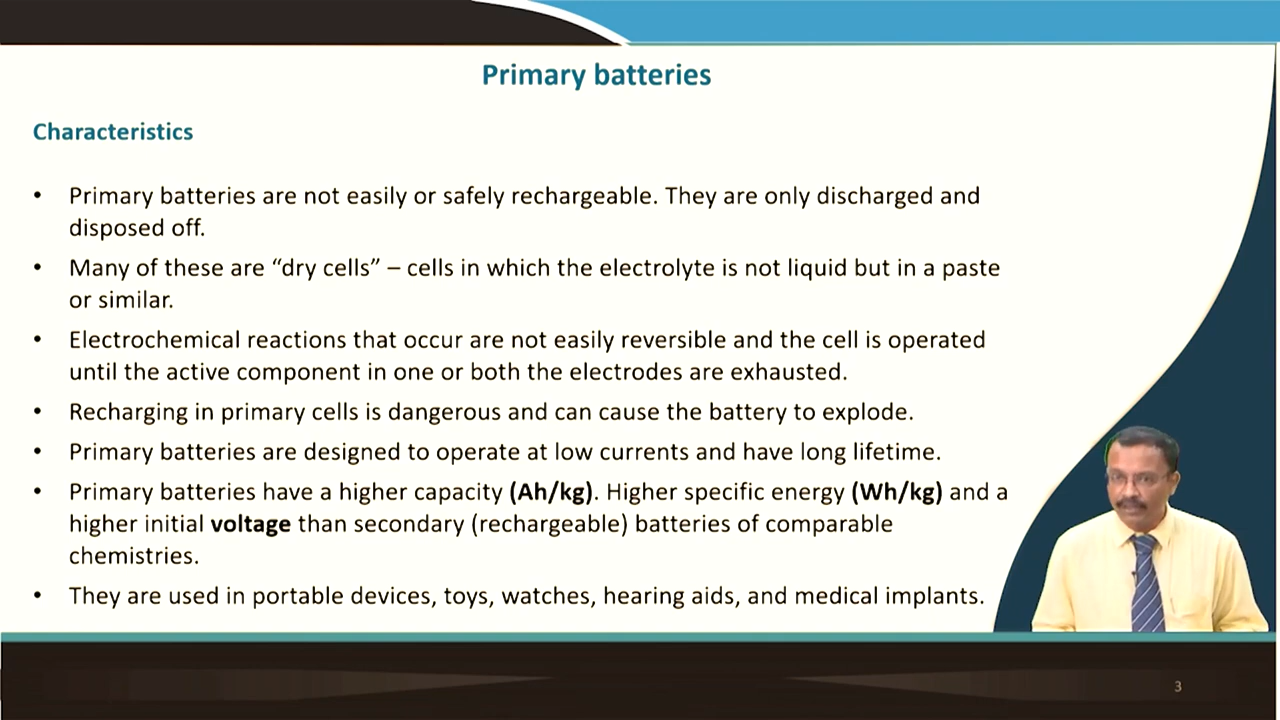 Primary batteries
Characteristics
• Primary batteries are not easily or safely rechargeable. They are only discharged and
disposed off.
• Many of these are “dry cells” – cells in which the electrolyte is not liquid but in a paste
or similar.
• Electrochemical reactions that occur are not easily reversible and the cell is operated
until the active component in one or both the electrodes are exhausted.
• Recharging in primary cells is dangerous and can cause the battery to explode.
• Primary batteries are designed to operate at low currents and have long lifetime.
• Primary batteries have a higher capacity (Ah/kg). Higher specific energy (Wh/kg) and a
higher initial voltage than secondary (rechargeable) batteries of comparable
chemistries.
• They are used in portable devices, toys, watches, hearing aids, and medical implants.
3